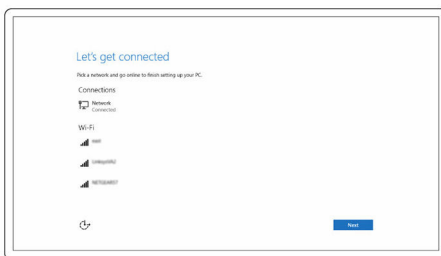 Let's get connected
Pick a network and go online to finish setting up your PC.
Connections
Network
Connected
Wi-Fi
Next